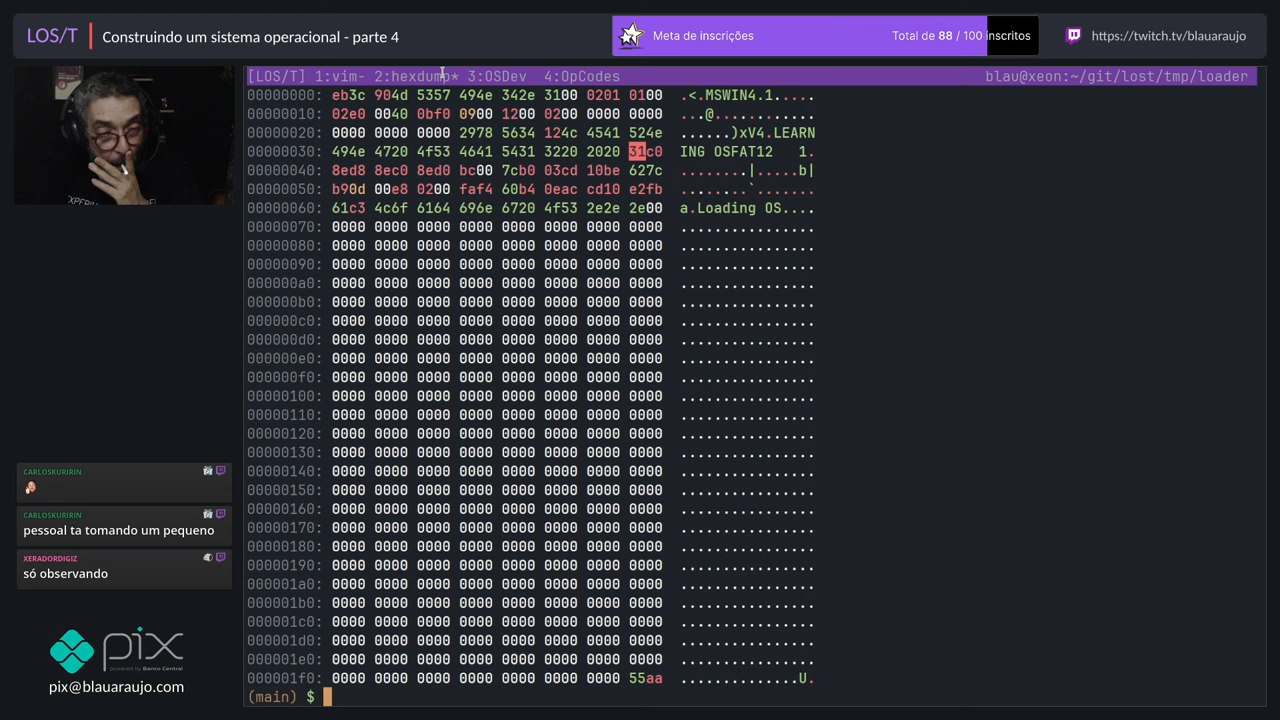 LOS/T
Construindo um sistema operacional - parte 4
Meta de inscrições
Total de 88 / 100 inscritos
https://twitch.tv/blauaraujo
[LOS/T] 1:vim- 2:hexdump* 3:OSDev 4:OpCodes
blau@xeon:~/git/lost/tmp/loader
00000000: eb3c 904d 5357 494e 342e 3100 0201 0100 .<.MSWIN4.1.....
00000010: 02e0 0040 0bf0 0900 1200 0200 0000 0000 ...@............
00000020: 0000 0000 0000 2978 5634 124c 4541 524e ......)xV4.LEARN
00000030: 494e 4720 4f53 4641 5431 3220 2020 31c0 ING OSFAT12   1.
00000040: 8ed8 8ec0 8ed0 bc00 7cb0 03cd 10be 627c ........|.....b|
00000050: b90d 00e8 0200 faf4 60b4 0eac cd10 e2fb ........`.......
00000060: 61c3 4c6f 6164 696e 6720 4f53 2e2e 2e00 a.Loading OS....
00000070: 0000 0000 0000 0000 0000 0000 0000 0000 ................
00000080: 0000 0000 0000 0000 0000 0000 0000 0000 ................
00000090: 0000 0000 0000 0000 0000 0000 0000 0000 ................
000000a0: 0000 0000 0000 0000 0000 0000 0000 0000 ................
000000b0: 0000 0000 0000 0000 0000 0000 0000 0000 ................
000000c0: 0000 0000 0000 0000 0000 0000 0000 0000 ................
000000d0: 0000 0000 0000 0000 0000 0000 0000 0000 ................
000000e0: 0000 0000 0000 0000 0000 0000 0000 0000 ................
000000f0: 0000 0000 0000 0000 0000 0000 0000 0000 ................
00000100: 0000 0000 0000 0000 0000 0000 0000 0000 ................
00000110: 0000 0000 0000 0000 0000 0000 0000 0000 ................
00000120: 0000 0000 0000 0000 0000 0000 0000 0000 ................
00000130: 0000 0000 0000 0000 0000 0000 0000 0000 ................
00000140: 0000 0000 0000 0000 0000 0000 0000 0000 ................
00000150: 0000 0000 0000 0000 0000 0000 0000 0000 ................
00000160: 0000 0000 0000 0000 0000 0000 0000 0000 ................
00000170: 0000 0000 0000 0000 0000 0000 0000 0000 ................
00000180: 0000 0000 0000 0000 0000 0000 0000 0000 ................
00000190: 0000 0000 0000 0000 0000 0000 0000 0000 ................
000001a0: 0000 0000 0000 0000 0000 0000 0000 0000 ................
000001b0: 0000 0000 0000 0000 0000 0000 0000 0000 ................
000001c0: 0000 0000 0000 0000 0000 0000 0000 0000 ................
000001d0: 0000 0000 0000 0000 0000 0000 0000 0000 ................
000001e0: 0000 0000 0000 0000 0000 0000 0000 0000 ................
000001f0: 0000 0000 0000 0000 0000 0000 0000 55aa ..............U.
(main) $
CARLOSKURIRIN
CARLOSKURIRIN
pessoal ta tomando um pequeno
XERADORDIGIZ
só observando
pix
powered by Banco Central
pix@blauaraujo.com